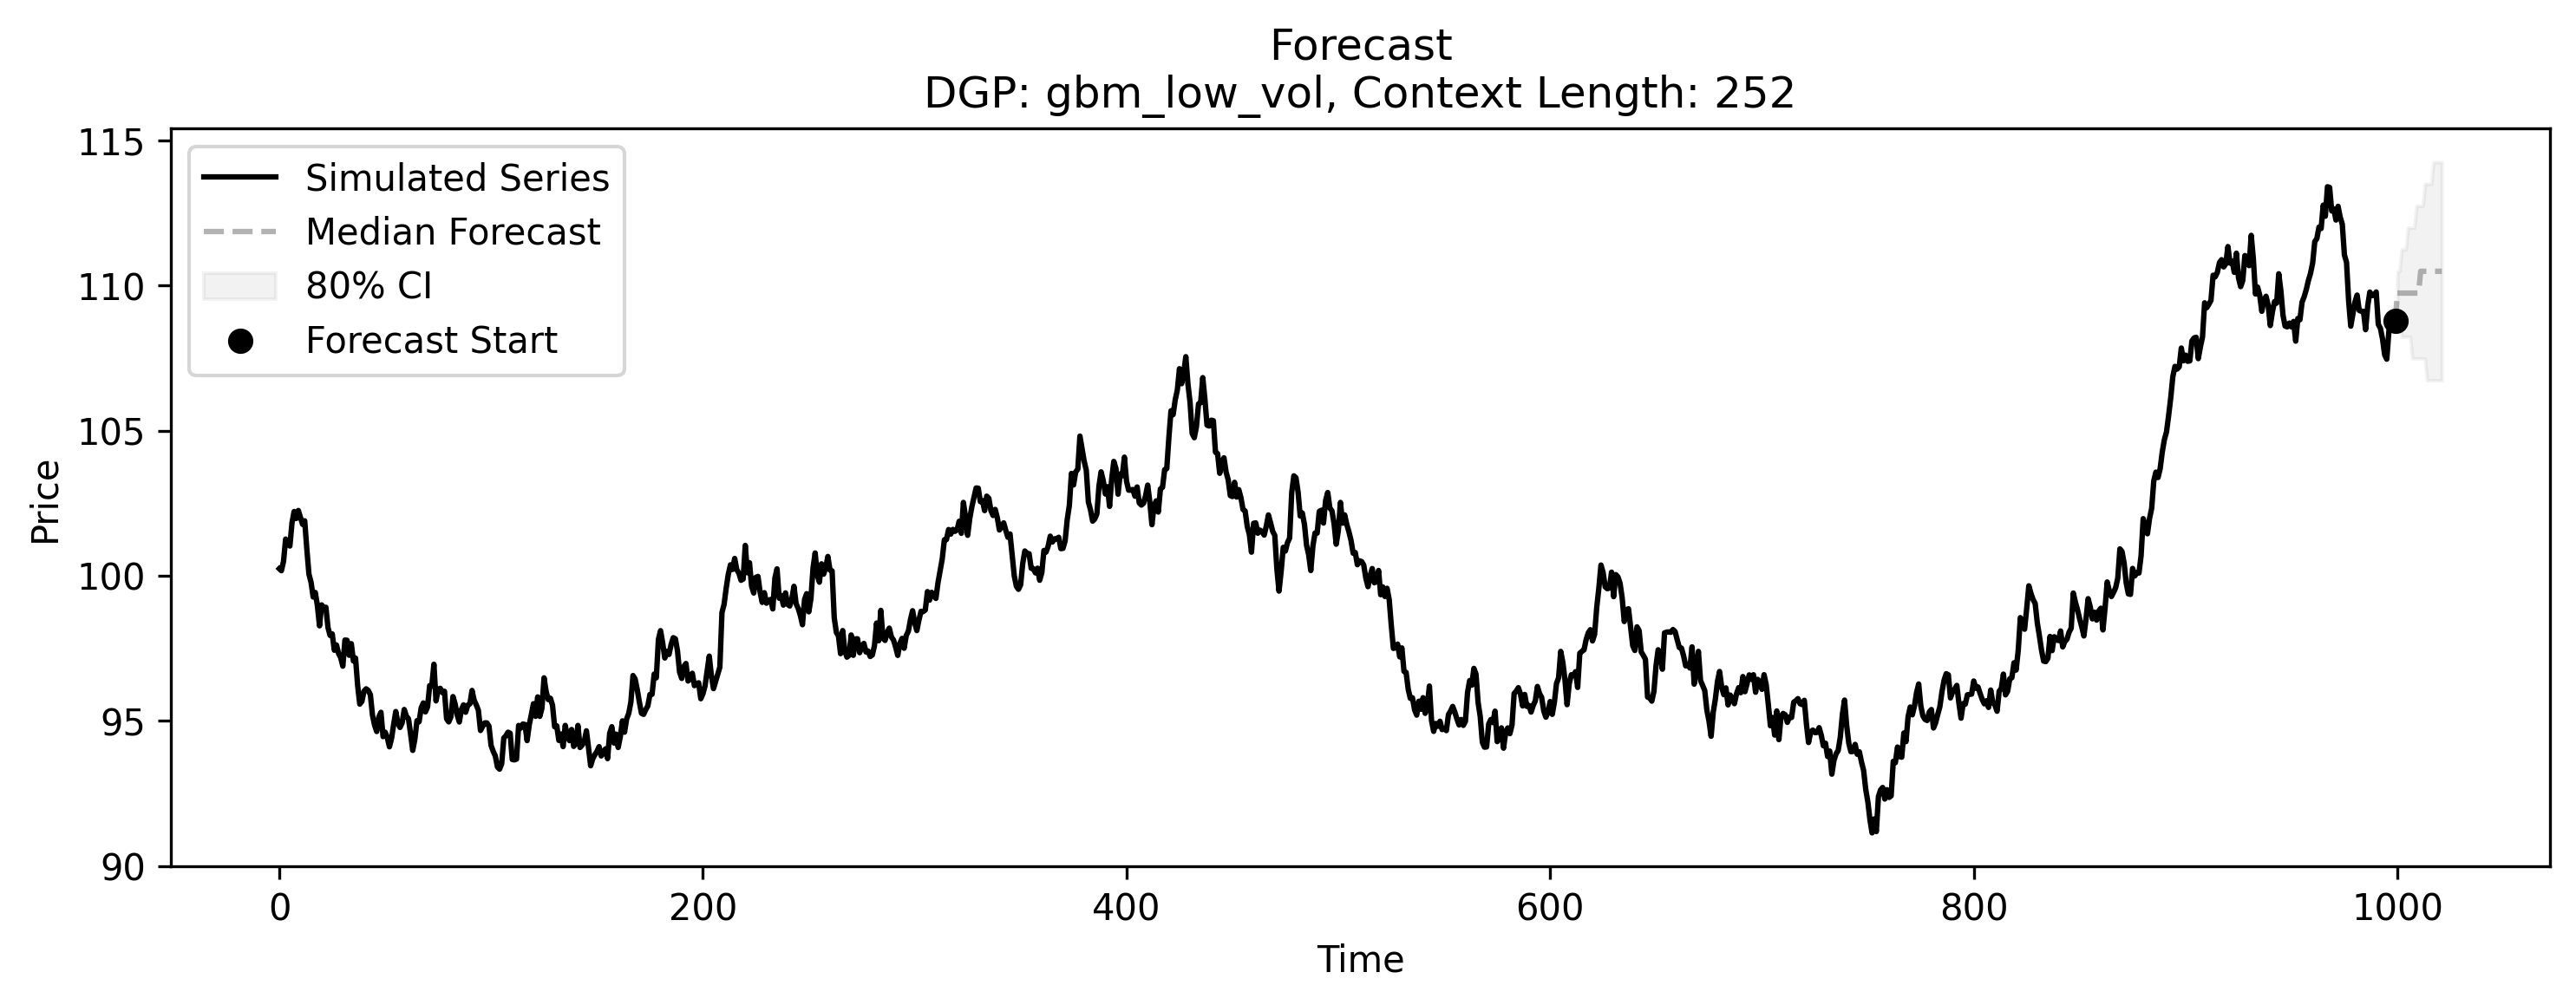 Forecast
DGP: gbm_low_vol, Context Length: 252
115
110
105
100
95
90
Price
Simulated Series
Median Forecast
80% CI
Forecast Start
0
200
400
600
800
1000
Time